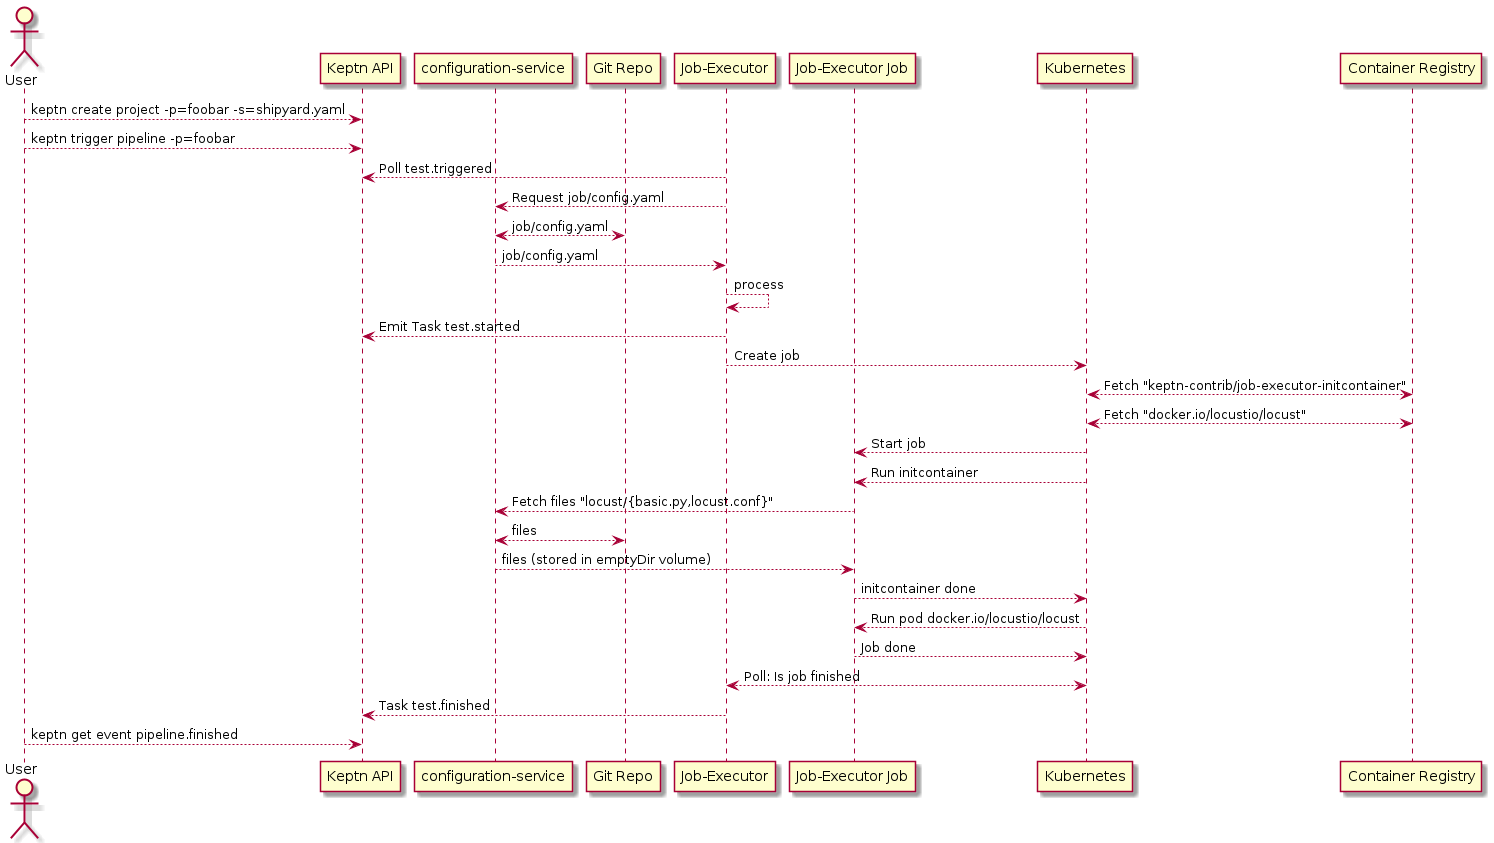 User
Keptn API
configuration-service
Git Repo
Job-Executor
Job-Executor Job
Kubernetes
Container Registry
keptn create project -p=foobar -s=shipyard.yaml
keptn trigger pipeline -p=foobar
Poll test.triggered
Request job/config.yaml
job/config.yaml
job/config.yaml
process
Emit Task test.started
Create job
Fetch "keptn-contrib/job-executor-initcontainer"
Fetch "docker.io/locustio/locust"
Start job
Run initcontainer
Fetch files "locust/{basic.py,locust.conf}"
files
files (stored in emptyDir volume)
initcontainer done
Run pod docker.io/locustio/locust
Job done
Poll: Is job finished
Task test.finished
keptn get event pipeline.finished
User
Keptn API
configuration-service
Git Repo
Job-Executor
Job-Executor Job
Kubernetes
Container Registry